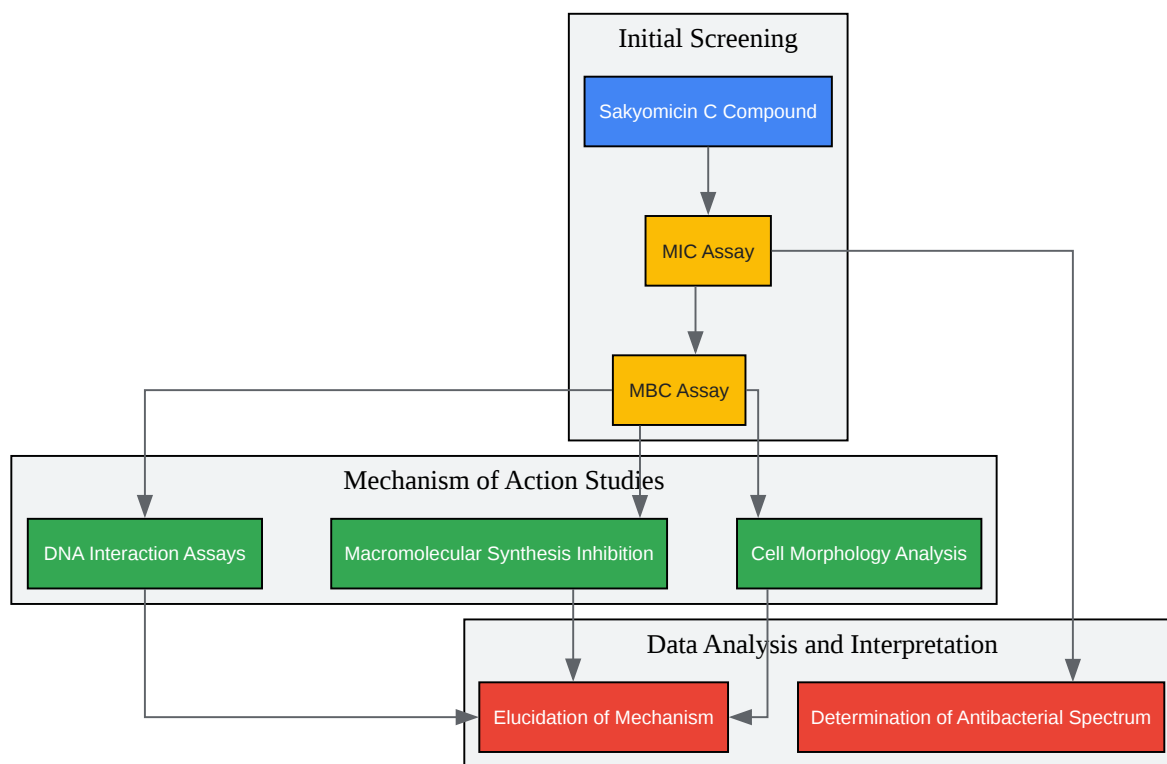 Initial Screening
Sakyomicin C Compound
MIC Assay
MBC Assay
Mechanism of Action Studies
DNA Interaction Assays
Macromolecular Synthesis Inhibition
Cell Morphology Analysis
Data Analysis and Interpretation
Elucidation of Mechanism
Determination of Antibacterial Spectrum